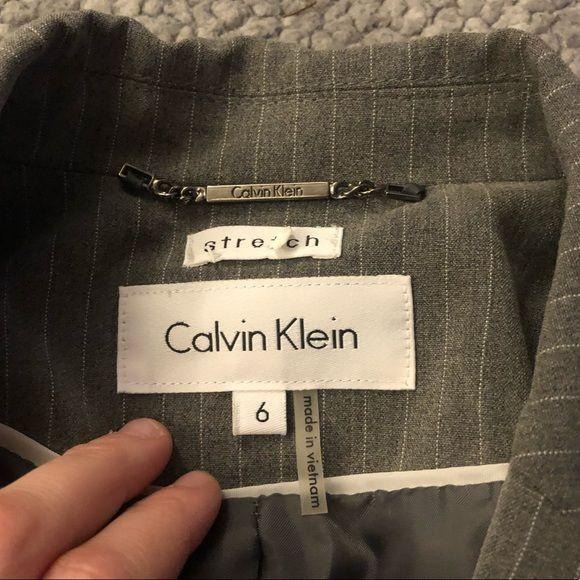 Calvin Klein
stretch
Calvin Klein
6
made in vietnam